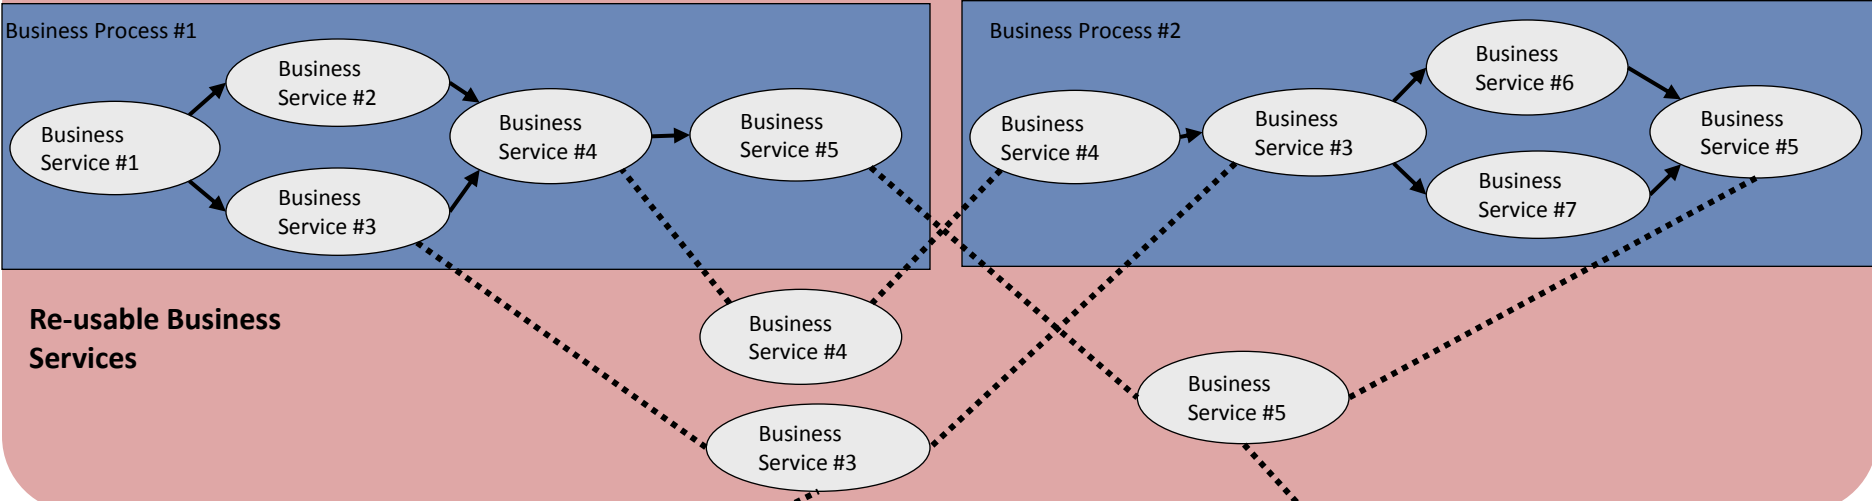 Business Process #1
Business
Service #1
Business
Service #2
Business
Service #3
Business
Service #4
Business
Service #5
Business Process #2
Business
Service #4
Business
Service #3
Business
Service #6
Business
Service #7
Business
Service #5
Re-usable Business
Services
Business
Service #4
Business
Service #3
Business
Service #5